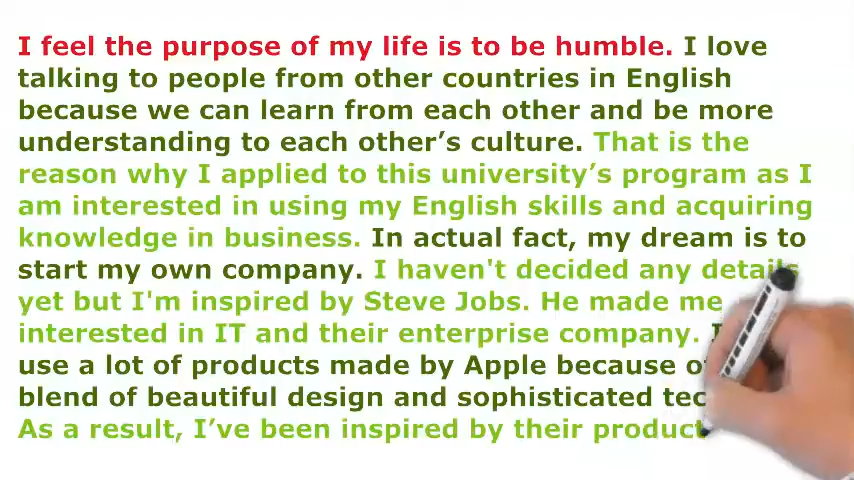 I feel the purpose of my life is to be humble. I love
talking to people from other countries in English
because we can learn from each other and be more
understanding to each other’s culture. That is the
reason why I applied to this university’s program as I
am interested in using my English skills and acquiring
knowledge in business. In actual fact, my dream is to
start my own company. I haven't decided any details
yet but I'm inspired by Steve Jobs. He made me
interested in IT and their enterprise company.
use a lot of products made by Apple because
blend of beautiful design and sophisticated
As a result, I’ve been inspired by their product